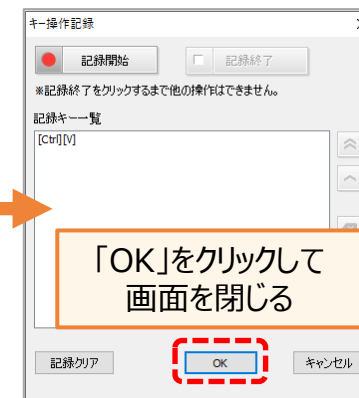 キー操作記録
記録開始
記録終了
※記録終了をクリックするまで他の操作はできません。
記録キー一覧
[Ctrl][V]
「OK」をクリックして
画面を閉じる
記録クリア
OK
キャンセル